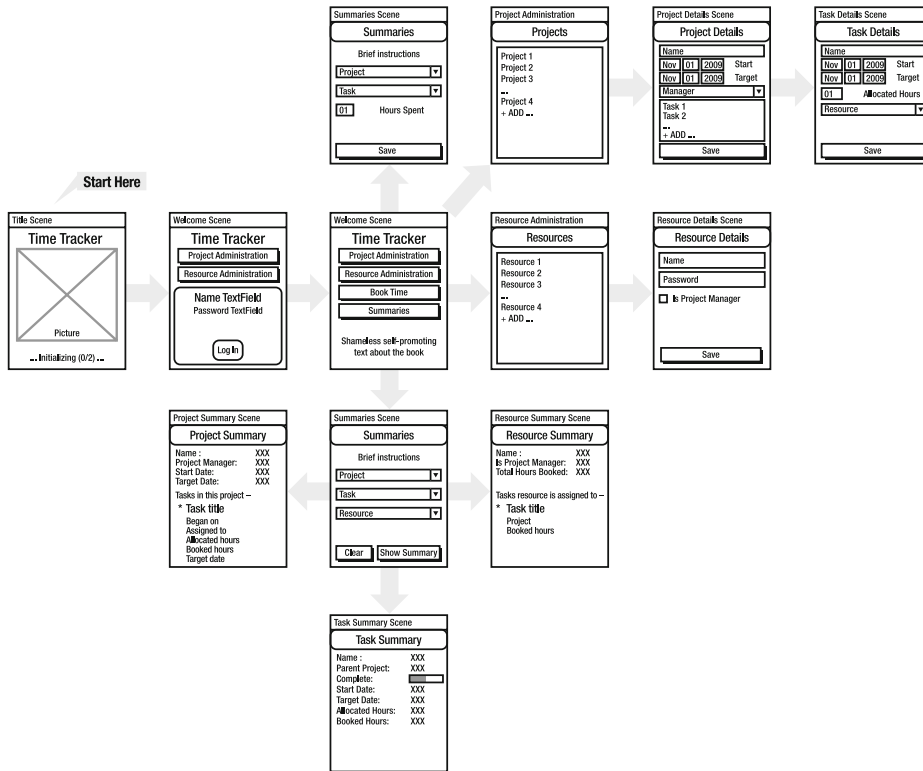 Summaries Scene
Summaries
Brief instructions
Project
Task
01 Hours Spent
Save
Project Administration
Projects
Project 1
Project 2
Project 3
...
Project 4
+ ADD ...
Project Details Scene
Project Details
Name
Nov 01 2009 Start
Nov 01 2009 Target
Manager
Task 1
Task 2
...
+ ADD ...
Save
Task Details Scene
Task Details
Name
Nov 01 2009 Start
Nov 01 2009 Target
01 Allocated Hours
Resource
Save
Start Here
Title Scene
Time Tracker
Picture
... Initializing (0/2) ...
Welcome Scene
Time Tracker
Project Administration
Resource Administration
Name TextField
Password TextField
Log In
Welcome Scene
Time Tracker
Project Administration
Resource Administration
Book Time
Summaries
Shameless self-promoting
text about the book
Resource Administration
Resources
Resource 1
Resource 2
Resource 3
...
Resource 4
+ ADD ...
Resource Details Scene
Resource Details
Name
Password
Is Project Manager
Save
Project Summary Scene
Project Summary
Name : XXX
Project Manager: XXX
Start Date: XXX
Target Date: XXX
Tasks in this project –
* Task title
Began on
Assigned to
Allocated hours
Booked hours
Target date
Summaries Scene
Summaries
Brief instructions
Project
Task
Resource
Clear Show Summary
Resource Summary Scene
Resource Summary
Name : XXX
Is Project Manager: XXX
Total Hours Booked: XXX
Tasks resource is assigned to –
* Task title
Project
Booked hours
Task Summary Scene
Task Summary
Name : XXX
Parent Project: XXX
Complete:
Start Date: XXX
Target Date: XXX
Allocated Hours: XXX
Booked Hours: XXX